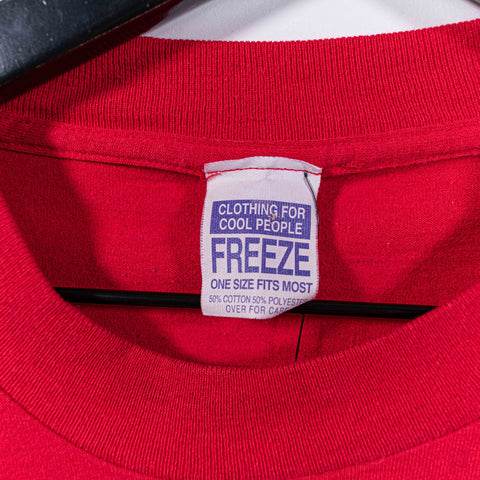 CLOTHING FOR
COOL PEOPLE
FREEZE
ONE SIZE FITS MOST
50% COTTON 50% POLYESTER
OVER FOR CARE